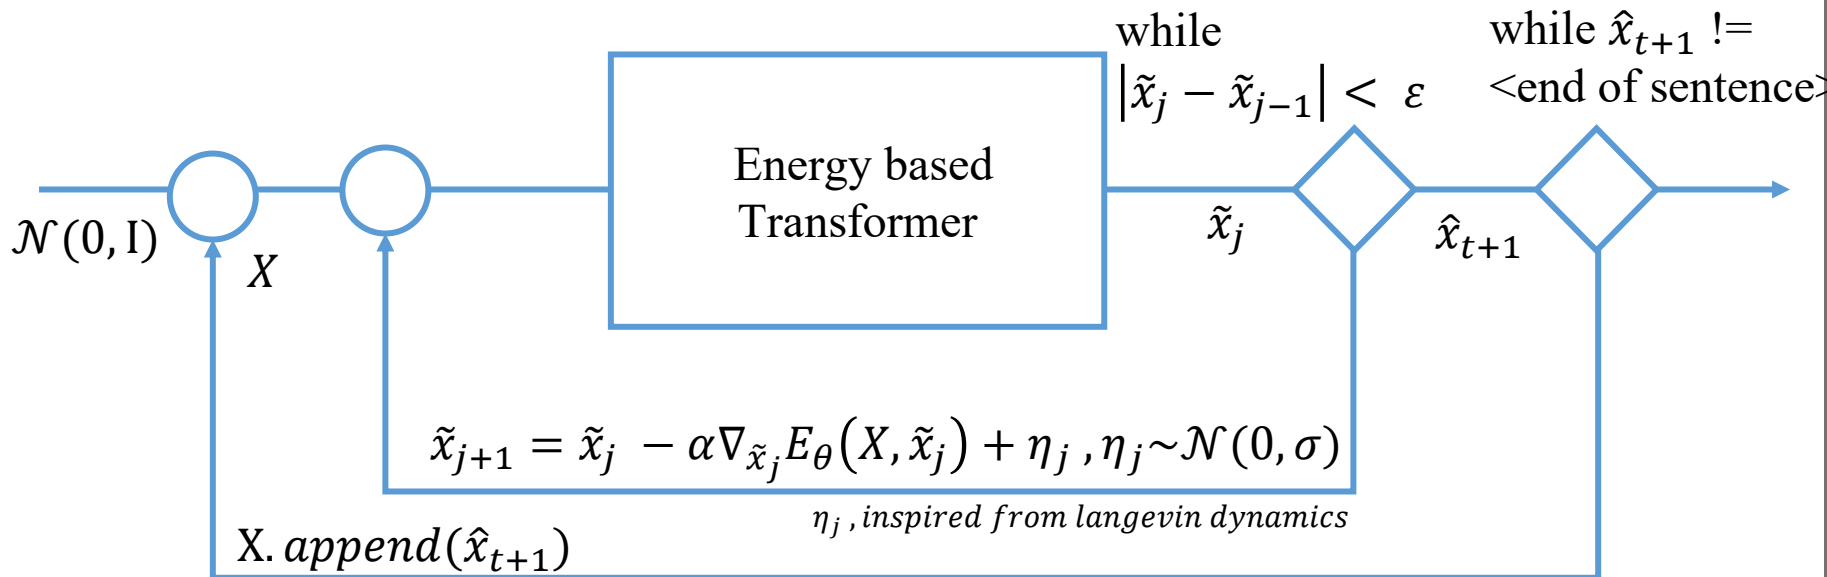 while
|x̃ⱼ − x̃ⱼ₋₁| < ε
while x̂ₜ₊₁ !=
<end of sentence>
Energy based
Transformer
𝒩(0, I)
X
x̃ⱼ
x̂ₜ₊₁
x̃ⱼ₊₁ = x̃ⱼ − α∇_{x̃ⱼ}E_θ(X, x̃ⱼ) + ηⱼ , ηⱼ~𝒩(0, σ)
ηⱼ , inspired from langevin dynamics
X. append(x̂ₜ₊₁)